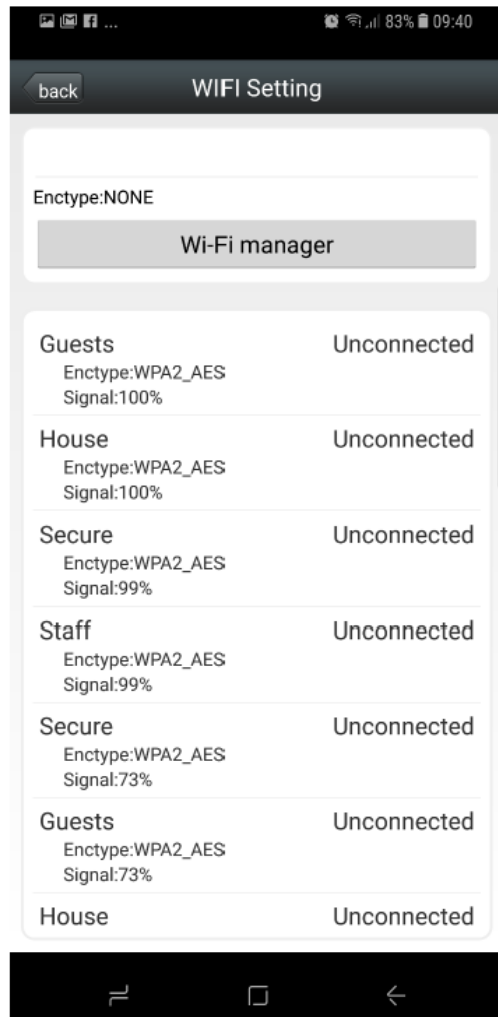 ... 83% 09:40
back WIFI Setting
Enctype:NONE
Wi-Fi manager
Guests Unconnected
Enctype:WPA2_AES
Signal:100%
House Unconnected
Enctype:WPA2_AES
Signal:100%
Secure Unconnected
Enctype:WPA2_AES
Signal:99%
Staff Unconnected
Enctype:WPA2_AES
Signal:99%
Secure Unconnected
Enctype:WPA2_AES
Signal:73%
Guests Unconnected
Enctype:WPA2_AES
Signal:73%
House Unconnected